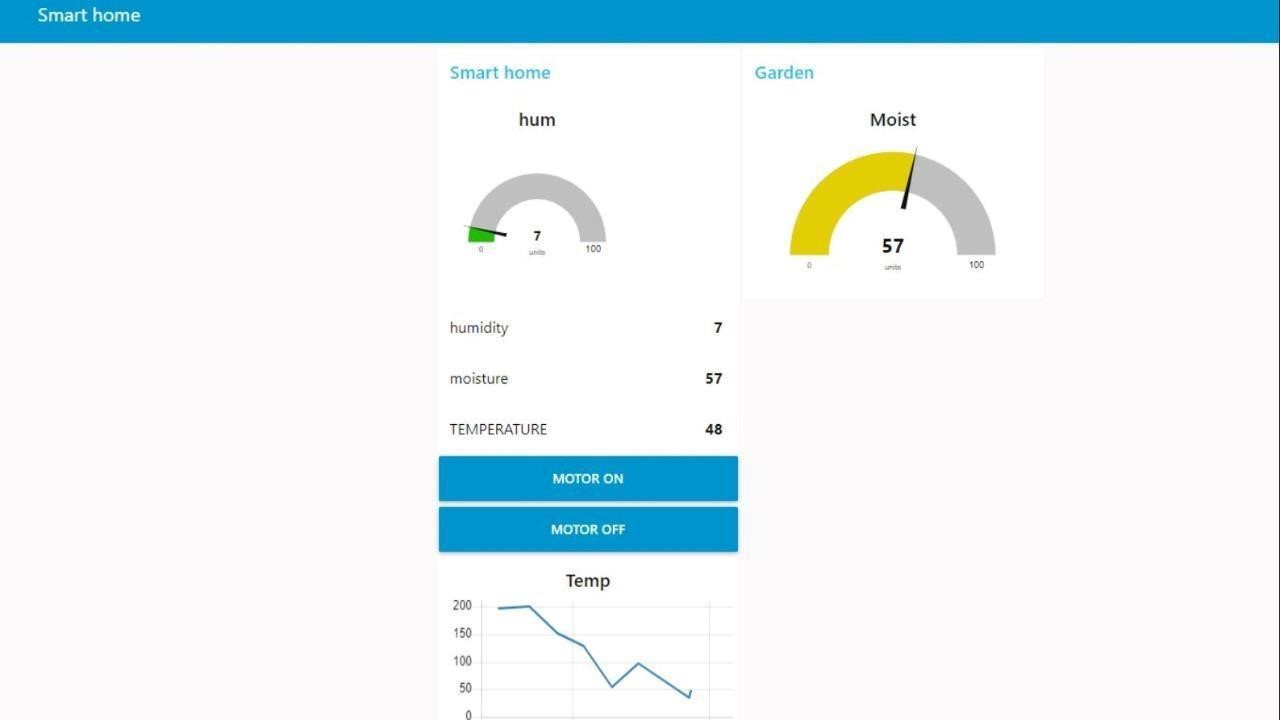 Smart home
Smart home
hum
7
units
0
100
humidity 7
moisture 57
TEMPERATURE 48
MOTOR ON
MOTOR OFF
Temp
200
150
100
50
0
Garden
Moist
57
units
0
100